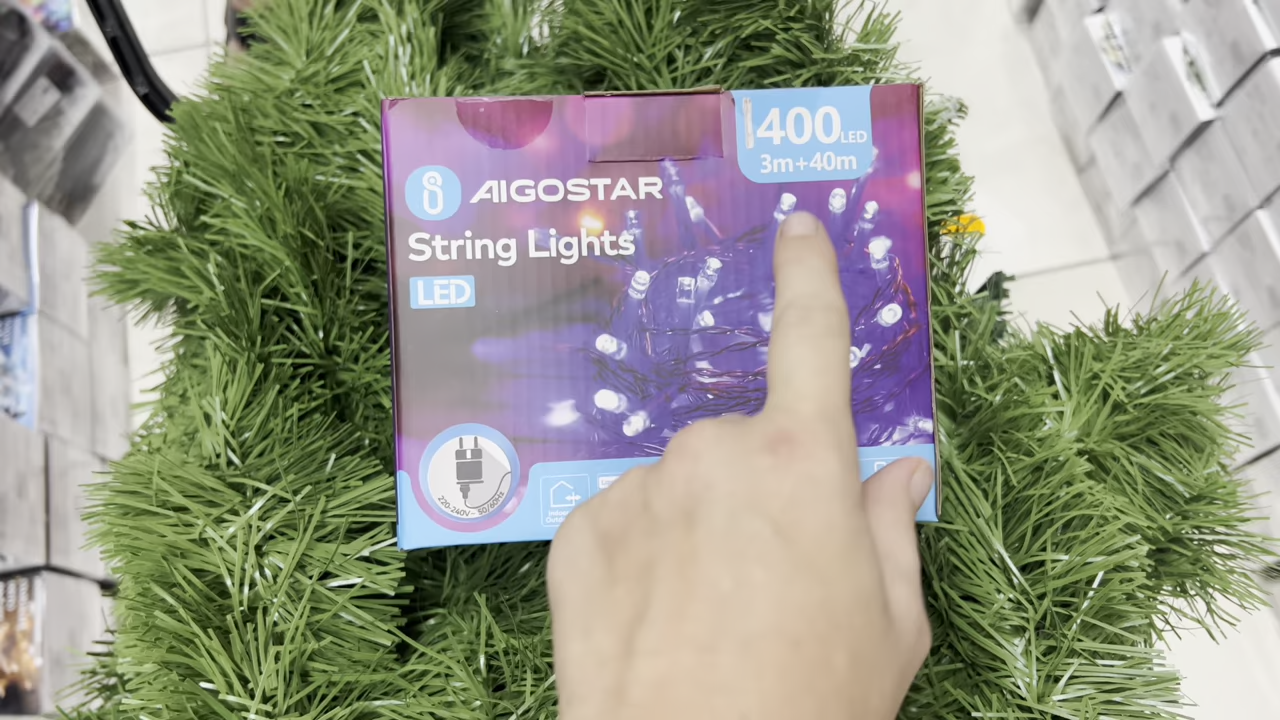 400LED
3m+40m
AIGOSTAR
String Lights
LED
220-240V~ 50/60Hz